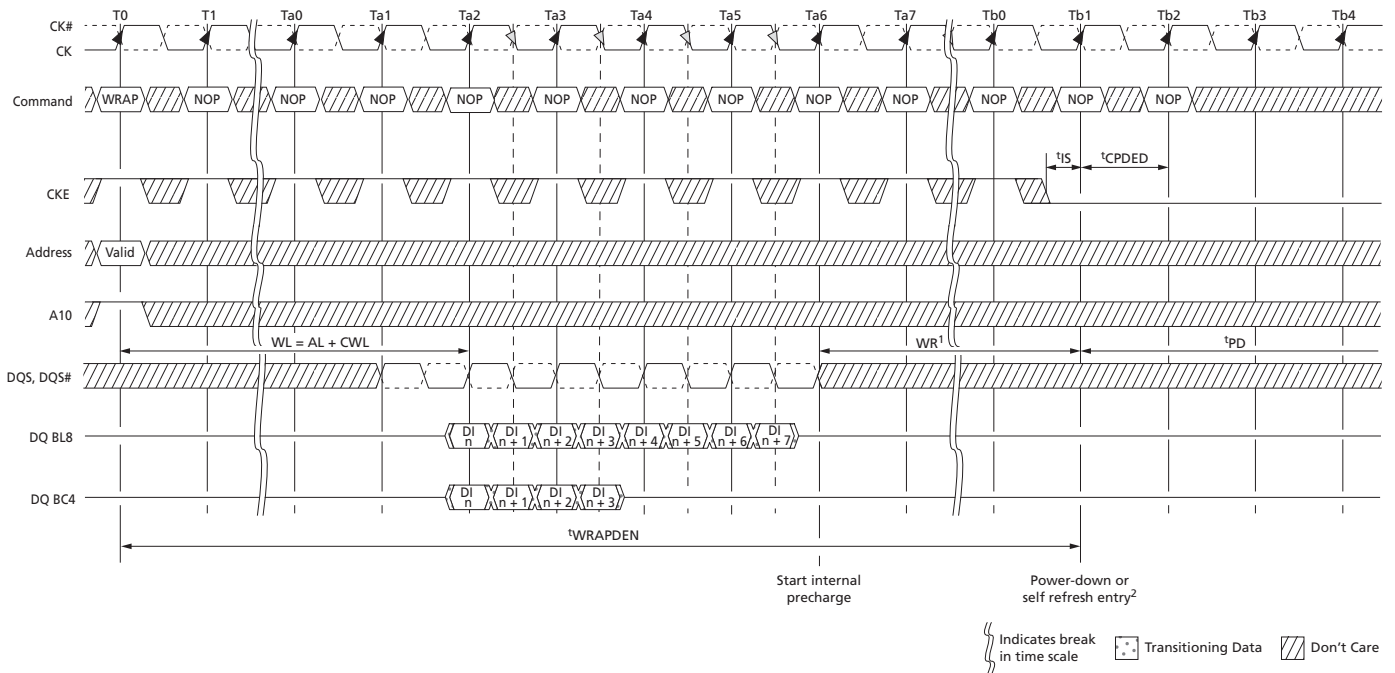 T0 T1 Ta0 Ta1 Ta2 Ta3 Ta4 Ta5 Ta6 Ta7 Tb0 Tb1 Tb2 Tb3 Tb4
CK#
CK
Command WRAP NOP NOP NOP NOP NOP NOP NOP NOP NOP NOP NOP NOP
tIS tCPDED
CKE
Address Valid
A10
WL = AL + CWL WR1 tPD
DQS, DQS#
DQ BL8 DI n DI n + 1 DI n + 2 DI n + 3 DI n + 4 DI n + 5 DI n + 6 DI n + 7
DQ BC4 DI n DI n + 1 DI n + 2 DI n + 3
tWRAPDEN
Start internal
precharge
Power-down or
self refresh entry2
Indicates break
in time scale
Transitioning Data
Don't Care